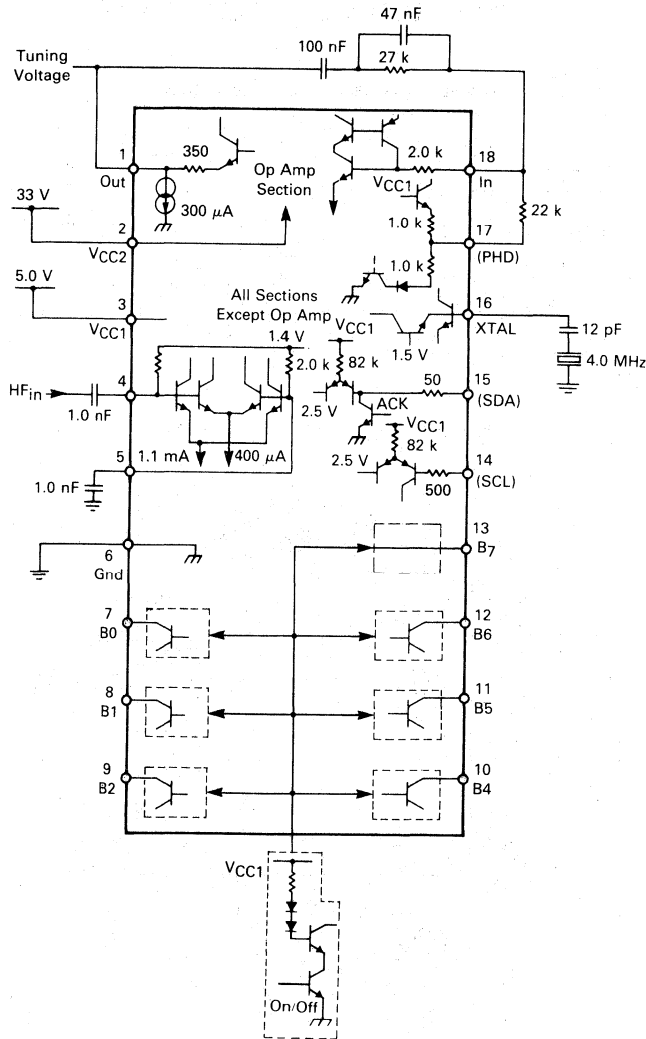 47 nF
100 nF
27 k
Tuning
Voltage
1
Out
350
300 μA
Op Amp
Section
VCC1
2.0 k
18
In
22 k
1.0 k
17
(PHD)
1.0 k
33 V
2
VCC2
5.0 V
3
VCC1
All Sections
Except Op Amp
16
XTAL
12 pF
4.0 MHz
1.5 V
1.4 V
2.0 k
VCC1
82 k
HFin
4
1.0 nF
2.5 V
ACK
50
15
(SDA)
1.1 mA
400 μA
5
1.0 nF
VCC1
82 k
2.5 V
500
14
(SCL)
6
Gnd
13
B7
7
B0
12
B6
8
B1
11
B5
9
B2
10
B4
VCC1
On/Off